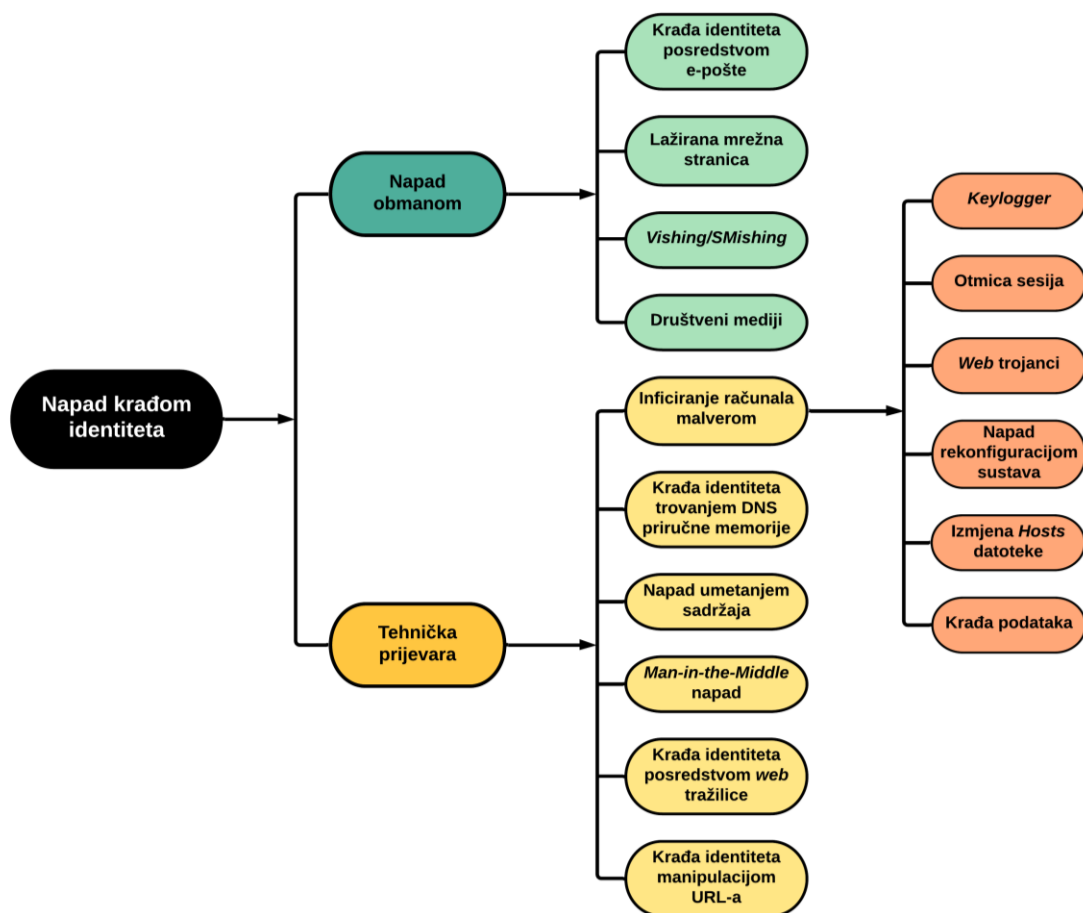 Napad krađom
identiteta
Napad
obmanom
Krađa identiteta
posredstvom
e-pošte
Lažirana mrežna
stranica
Vishing/SMishing
Društveni mediji
Tehnička
prijevara
Inficiranje računala
malverom
Krađa identiteta
trovanjem DNS
priručne memorije
Napad umetanjem
sadržaja
Man-in-the-Middle
napad
Krađa identiteta
posredstvom web
tražilice
Krađa identiteta
manipulacijom
URL-a
Keylogger
Otmica sesija
Web trojanci
Napad
rekonfiguracijom
sustava
Izmjena Hosts
datoteke
Krađa podataka